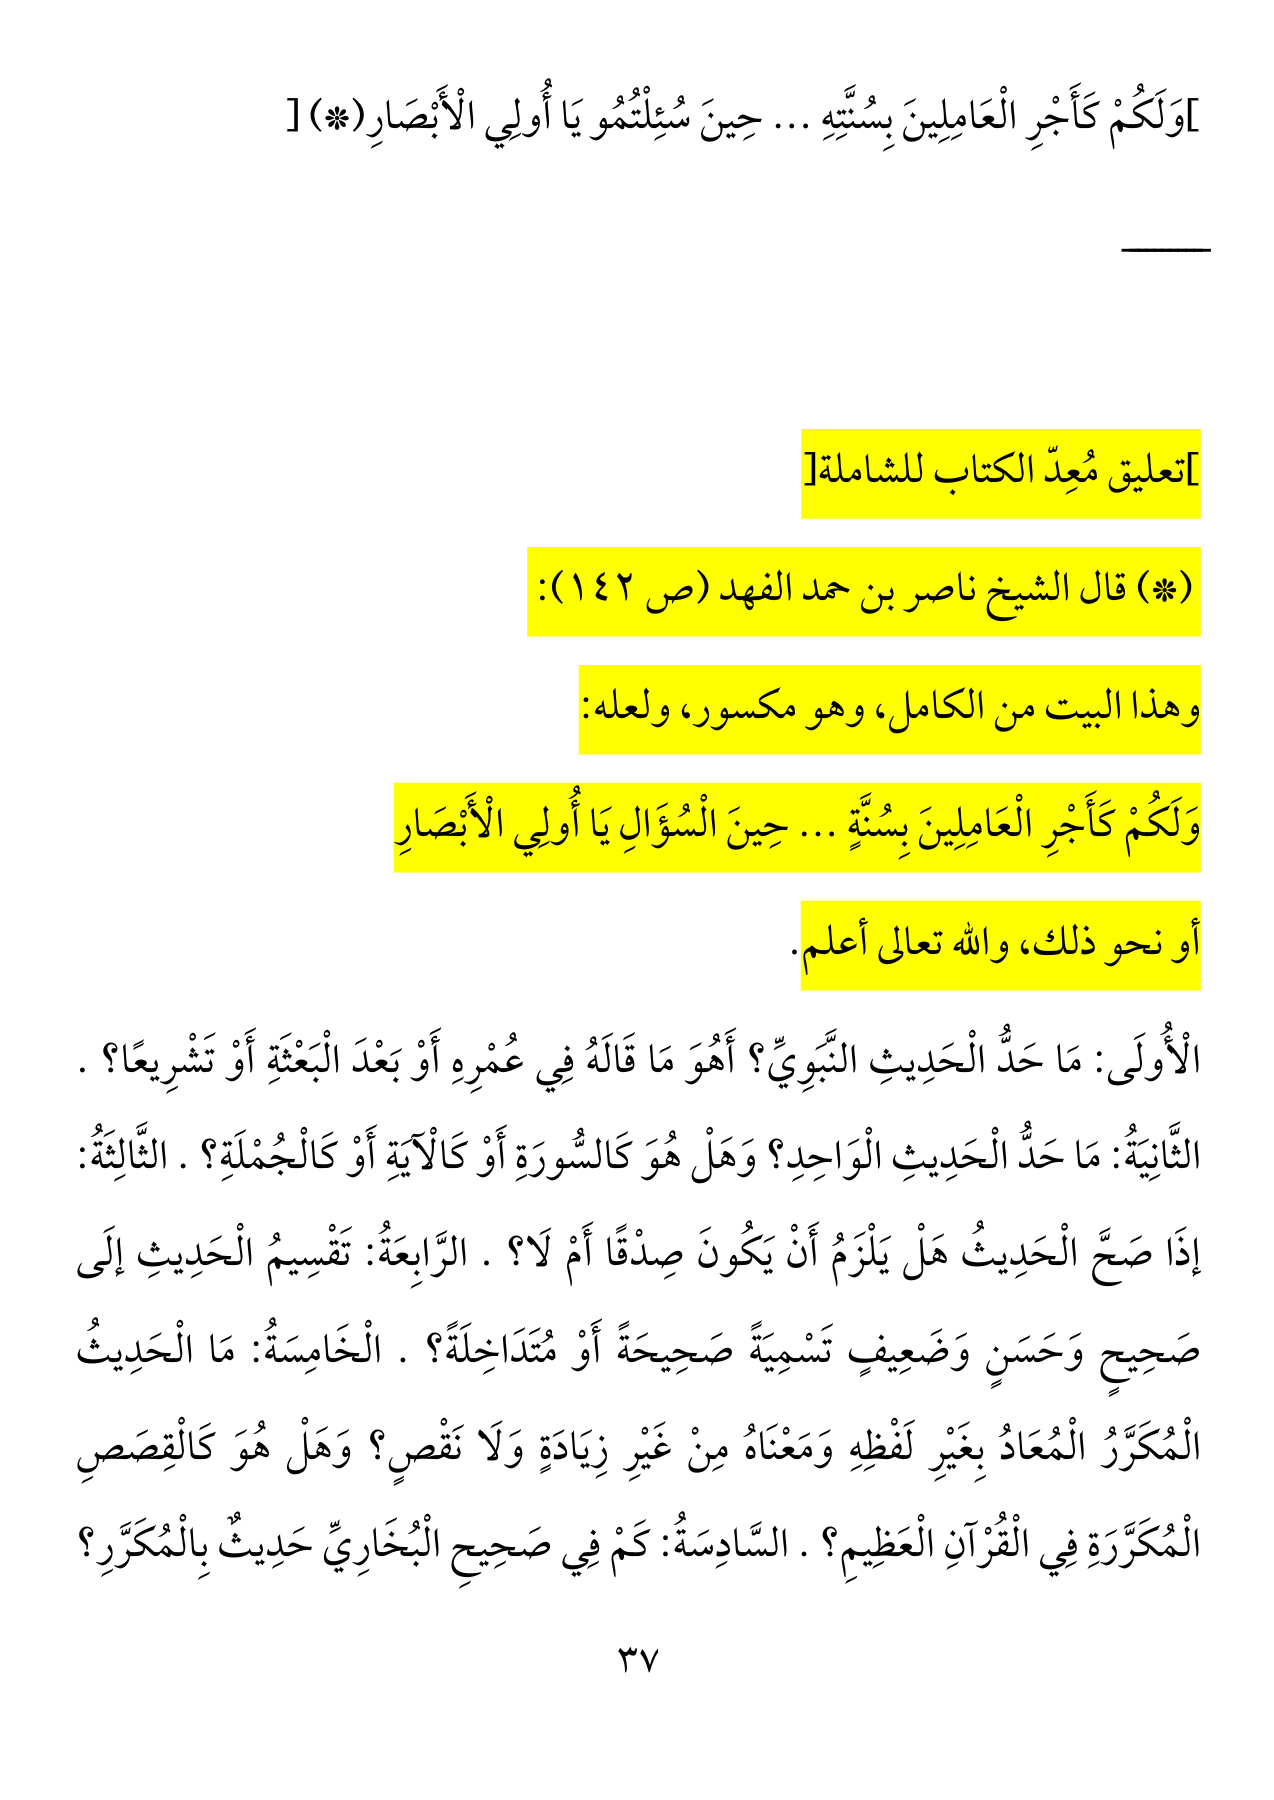 ]وَلَكُمْ كَأَجْرِ الْعَامِلِينَ بِسُنَّتِهِ ... حِينَ سُئِلْتُمُو يَا أُولِي الْأَبْصَارِ(*) [
]تعليق مُعِدّ الكتاب للشاملة[
(*) قال الشيخ ناصر بن حمد الفهد (ص ١٤٢):
وهذا البيت من الكامل، وهو مكسور، ولعله:
وَلَكُمْ كَأَجْرِ الْعَامِلِينَ بِسُنَّةٍ ... حِينَ الْسُؤَالِ يَا أُولِي الْأَبْصَارِ
أو نحو ذلك، والله تعالى أعلم.
الْأُولَى: مَا حَدُّ الْحَدِيثِ النَّبَوِيِّ؟ أَهُوَ مَا قَالَهُ فِي عُمْرِهِ أَوْ بَعْدَ الْبَعْثَةِ أَوْ تَشْرِيعًا؟ .
الثَّانِيَةُ: مَا حَدُّ الْحَدِيثِ الْوَاحِدِ؟ وَهَلْ هُوَ كَالسُّورَةِ أَوْ كَالْآيَةِ أَوْ كَالْجُمْلَةِ؟ . الثَّالِثَةُ:
إذَا صَحَّ الْحَدِيثُ هَلْ يَلْزَمُ أَنْ يَكُونَ صِدْقًا أَمْ لَا؟ . الرَّابِعَةُ: تَقْسِيمُ الْحَدِيثِ إلَى
صَحِيحٍ وَحَسَنٍ وَضَعِيفٍ تَسْمِيَةً صَحِيحَةً أَوْ مُتَدَاخِلَةً؟ . الْخَامِسَةُ: مَا الْحَدِيثُ
الْمُكَرَّرُ الْمُعَادُ بِغَيْرِ لَفْظِهِ وَمَعْنَاهُ مِنْ غَيْرِ زِيَادَةٍ وَلَا نَقْصٍ؟ وَهَلْ هُوَ كَالْقِصَصِ
الْمُكَرَّرَةِ فِي الْقُرْآنِ الْعَظِيمِ؟ . السَّادِسَةُ: كَمْ فِي صَحِيحِ الْبُخَارِيِّ حَدِيثٌ بِالْمُكَرَّرِ؟
٣٧